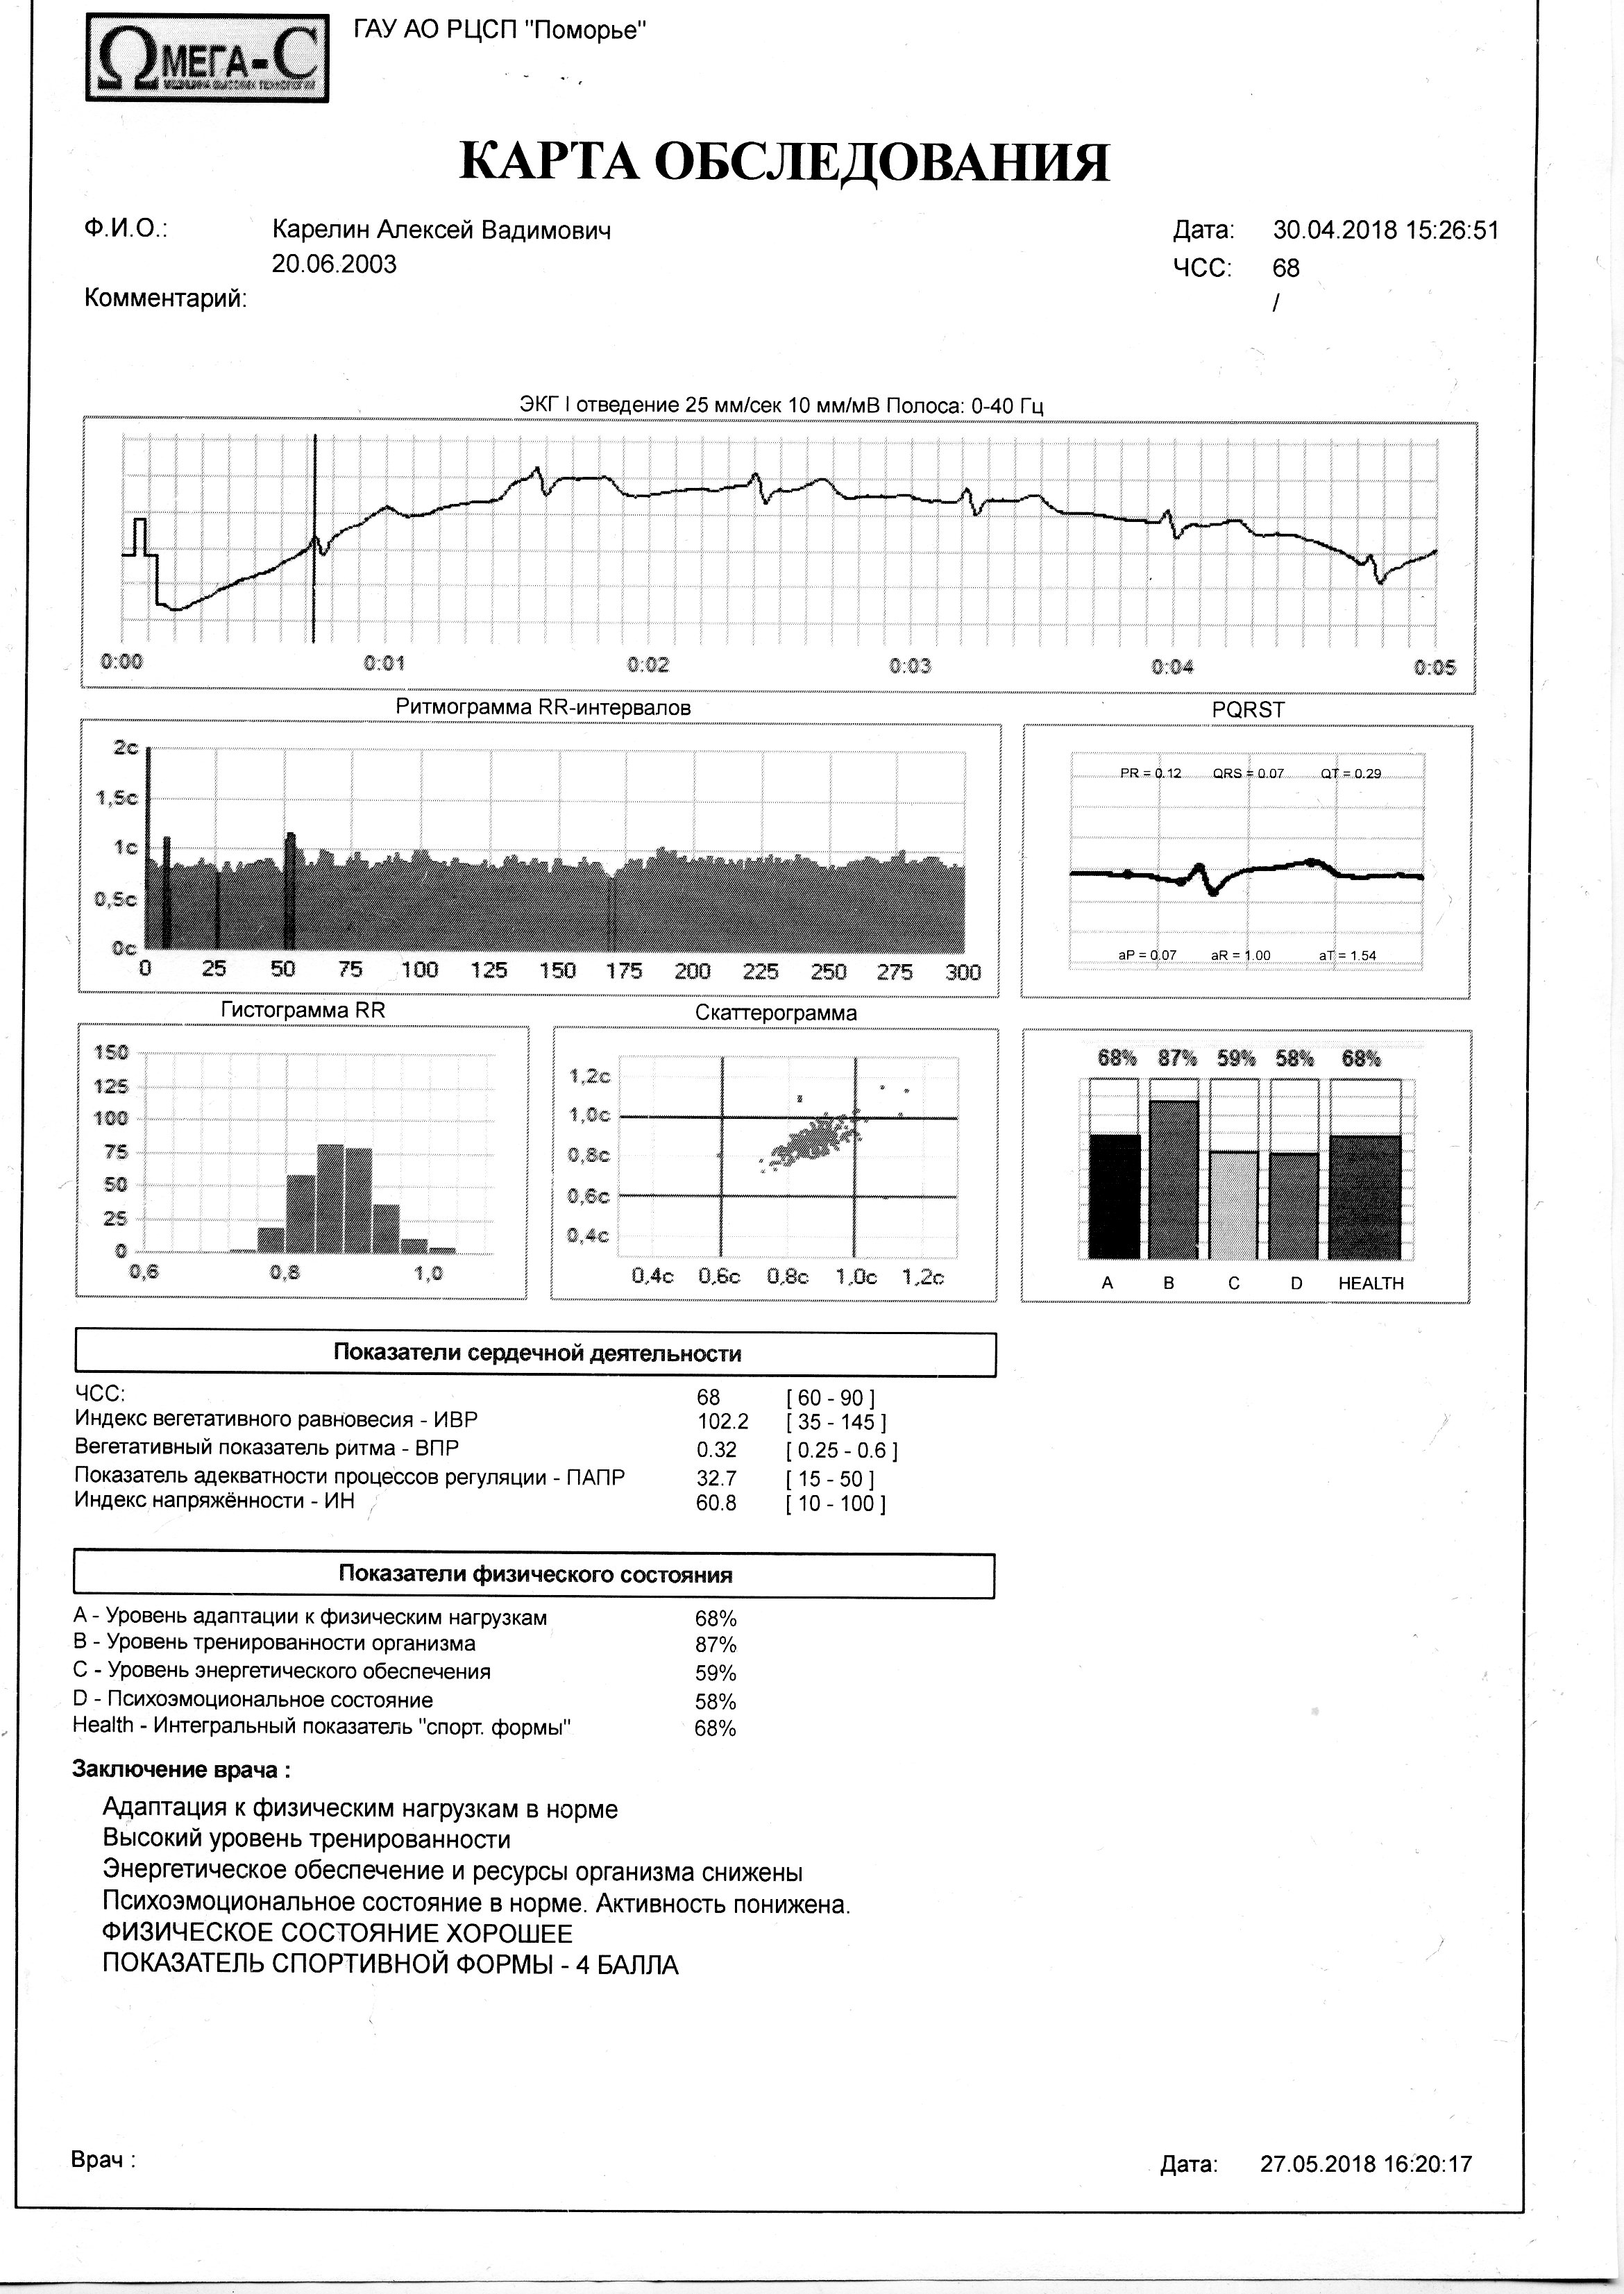 ΩМЕГА-С
МЕДИЦИНА ВЫСОКИХ ТЕХНОЛОГИЙ
ГАУ АО РЦСП "Поморье"
КАРТА ОБСЛЕДОВАНИЯ
Ф.И.О.: Карелин Алексей Вадимович
20.06.2003
Комментарий:
Дата: 30.04.2018 15:26:51
ЧСС: 68
/
ЭКГ I отведение 25 мм/сек 10 мм/мВ Полоса: 0-40 Гц
0:00 0:01 0:02 0:03 0:04 0:05
Ритмограмма RR-интервалов
2с
1,5с
1с
0,5с
0с
0 25 50 75 100 125 150 175 200 225 250 275 300
PQRST
PR = 0.12 QRS = 0.07 QT = 0.29
aP = 0.07 aR = 1.00 aT = 1.54
Гистограмма RR
150
125
100
75
50
25
0
0,6 0,8 1,0
Скаттерограмма
1,2с
1,0с
0,8с
0,6с
0,4с
0,4с 0,6с 0,8с 1,0с 1,2с
68% 87% 59% 58% 68%
A B C D HEALTH
Показатели сердечной деятельности
ЧСС: 68 [ 60 - 90 ]
Индекс вегетативного равновесия - ИВР 102.2 [ 35 - 145 ]
Вегетативный показатель ритма - ВПР 0.32 [ 0.25 - 0.6 ]
Показатель адекватности процессов регуляции - ПАПР 32.7 [ 15 - 50 ]
Индекс напряжённости - ИН 60.8 [ 10 - 100 ]
Показатели физического состояния
A - Уровень адаптации к физическим нагрузкам 68%
B - Уровень тренированности организма 87%
C - Уровень энергетического обеспечения 59%
D - Психоэмоциональное состояние 58%
Health - Интегральный показатель "спорт. формы" 68%
Заключение врача :
Адаптация к физическим нагрузкам в норме
Высокий уровень тренированности
Энергетическое обеспечение и ресурсы организма снижены
Психоэмоциональное состояние в норме. Активность понижена.
ФИЗИЧЕСКОЕ СОСТОЯНИЕ ХОРОШЕЕ
ПОКАЗАТЕЛЬ СПОРТИВНОЙ ФОРМЫ - 4 БАЛЛА
Врач :
Дата: 27.05.2018 16:20:17